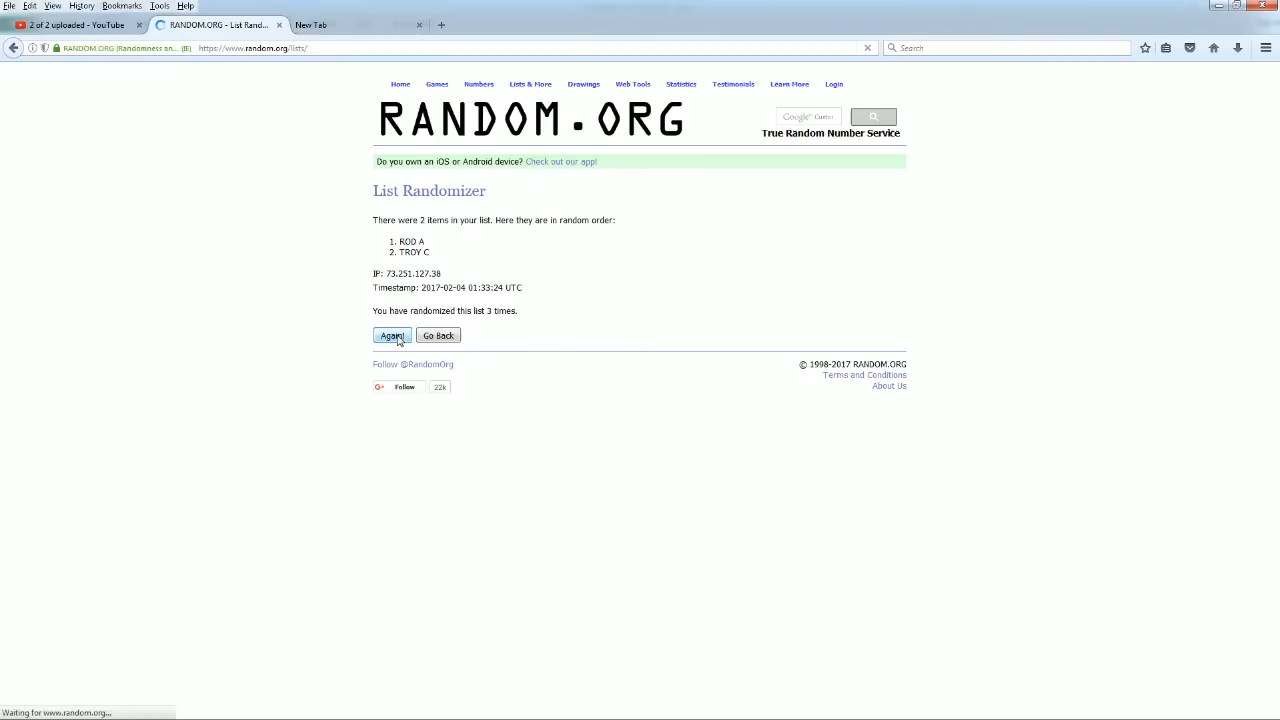 File Edit View History Bookmarks Tools Help
2 of 2 uploaded - YouTube × RANDOM.ORG - List Ran... × New Tab × +
RANDOM.ORG (Randomness an... (IE) https://www.random.org/lists/ Search
Home Games Numbers Lists & More Drawings Web Tools Statistics Testimonials Learn More Login
RANDOM.ORG
Google™ Custom
True Random Number Service
Do you own an iOS or Android device? Check out our app!
List Randomizer
There were 2 items in your list. Here they are in random order:
1. ROD A
2. TROY C
IP: 73.251.127.38
Timestamp: 2017-02-04 01:33:24 UTC
You have randomized this list 3 times.
Again! Go Back
Follow @RandomOrg © 1998-2017 RANDOM.ORG
Terms and Conditions
G+ Follow 22k About Us
Waiting for www.random.org...